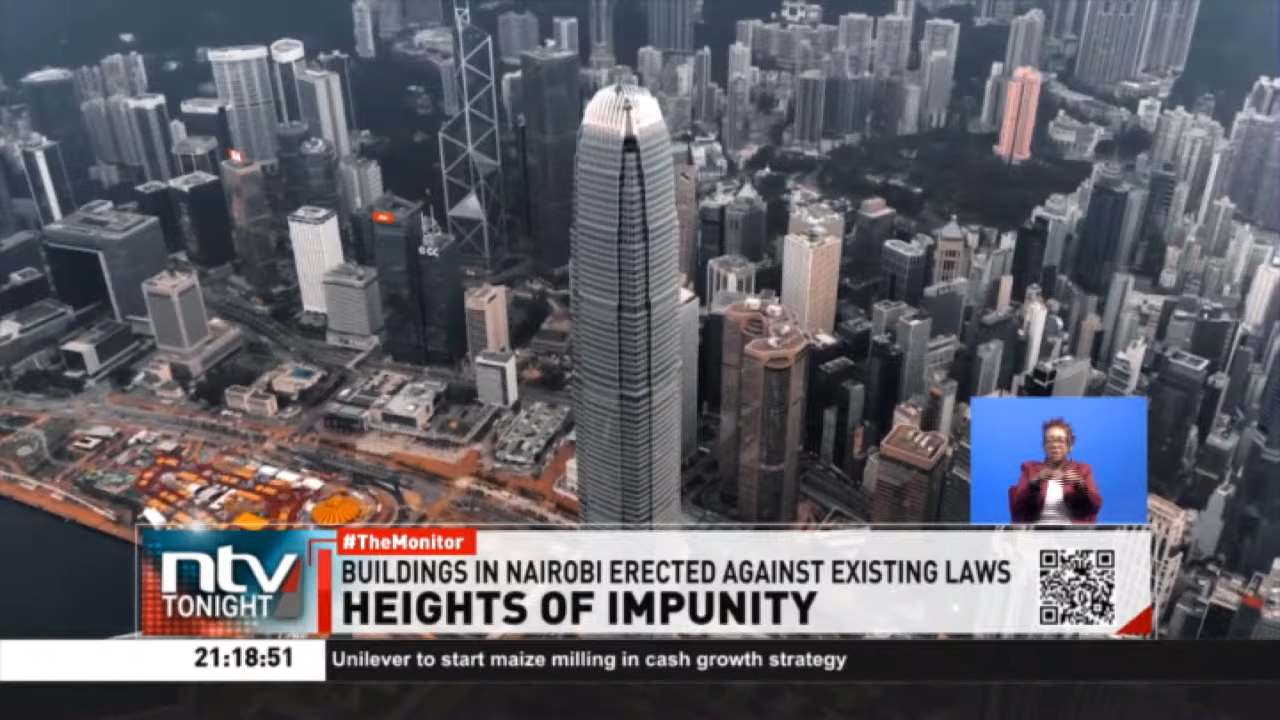 #TheMonitor
BUILDINGS IN NAIROBI ERECTED AGAINST EXISTING LAWS
HEIGHTS OF IMPUNITY
ntv
TONIGHT
21:18:51
Unilever to start maize milling in cash growth strategy